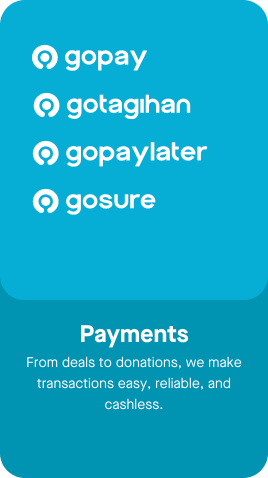 gopay
gotagihan
gopaylater
gosure
Payments
From deals to donations, we make
transactions easy, reliable, and
cashless.